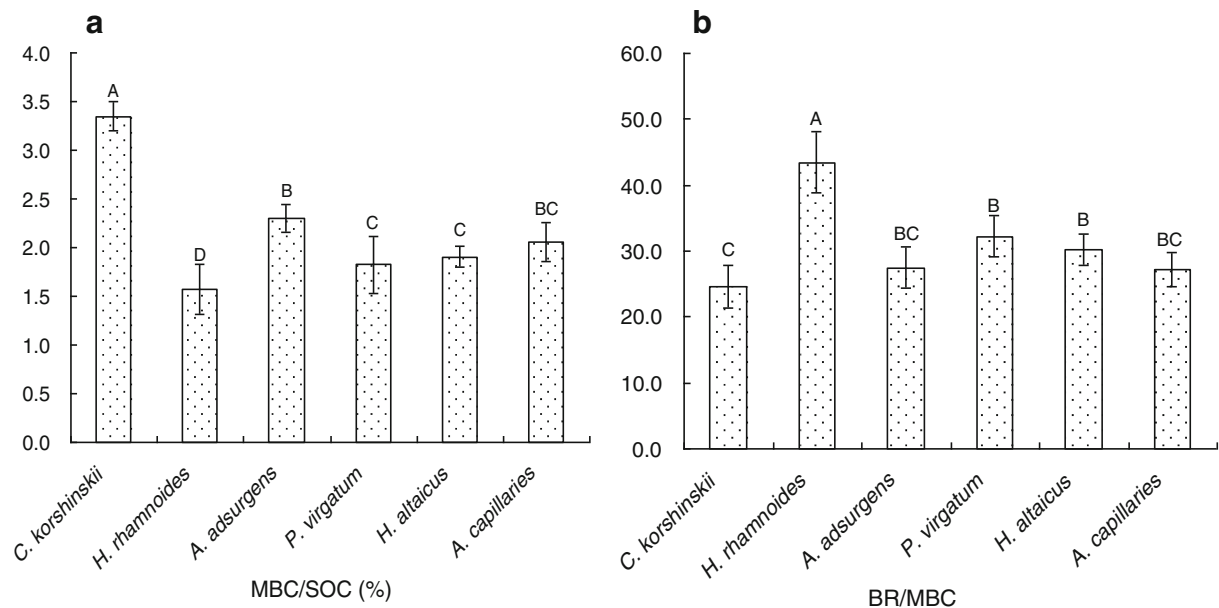 a
4.0
3.5
3.0
2.5
2.0
1.5
1.0
0.5
0.0
A
D
B
C
C
BC
C. korshinskii
H. rhamnoides
A. adsurgens
P. virgatum
H. altaicus
A. capillaries
MBC/SOC (%)
b
60.0
50.0
40.0
30.0
20.0
10.0
0.0
C
A
BC
B
B
BC
C. korshinskii
H. rhamnoides
A. adsurgens
P. virgatum
H. altaicus
A. capillaries
BR/MBC